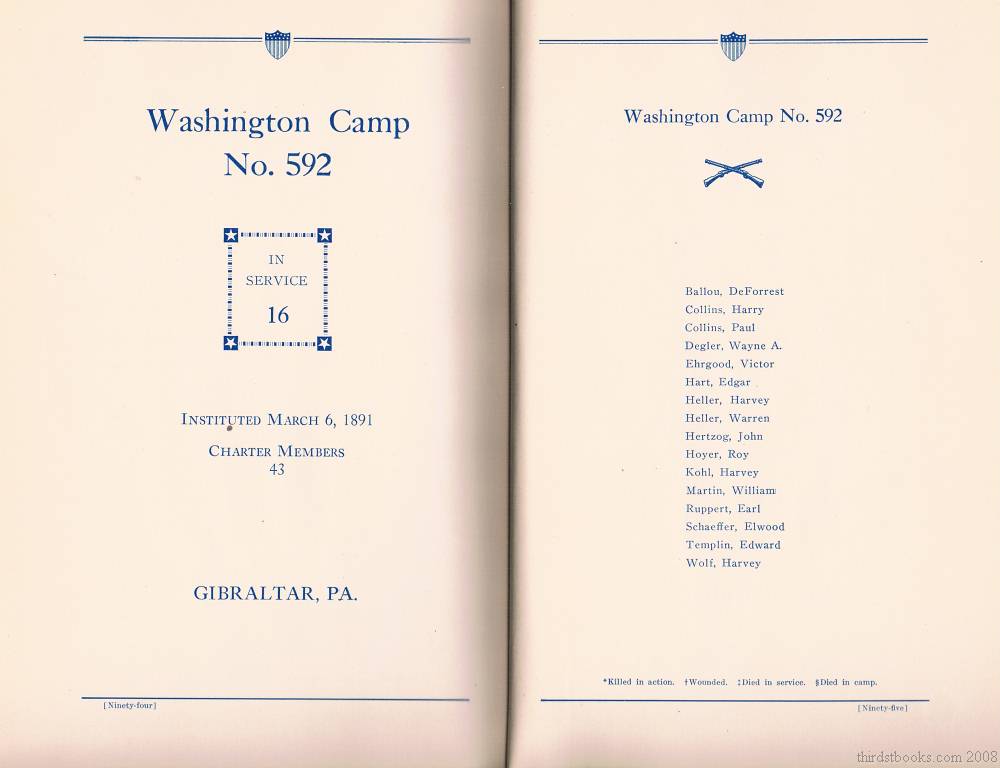 Washington Camp
No. 592
IN
SERVICE
16
INSTITUTED MARCH 6, 1891
CHARTER MEMBERS
43
GIBRALTAR, PA.
[Ninety-four]
Washington Camp No. 592
Ballou, DeForrest
Collins, Harry
Collins, Paul
Degler, Wayne A.
Ehrgood, Victor
Hart, Edgar
Heller, Harvey
Heller, Warren
Hertzog, John
Hoyer, Roy
Kohl, Harvey
Martin, William
Ruppert, Earl
Schaeffer, Elwood
Templin, Edward
Wolf, Harvey
*Killed in action. †Wounded. ‡Died in service. §Died in camp.
[Ninety-five]
thirdstbooks.com 2008